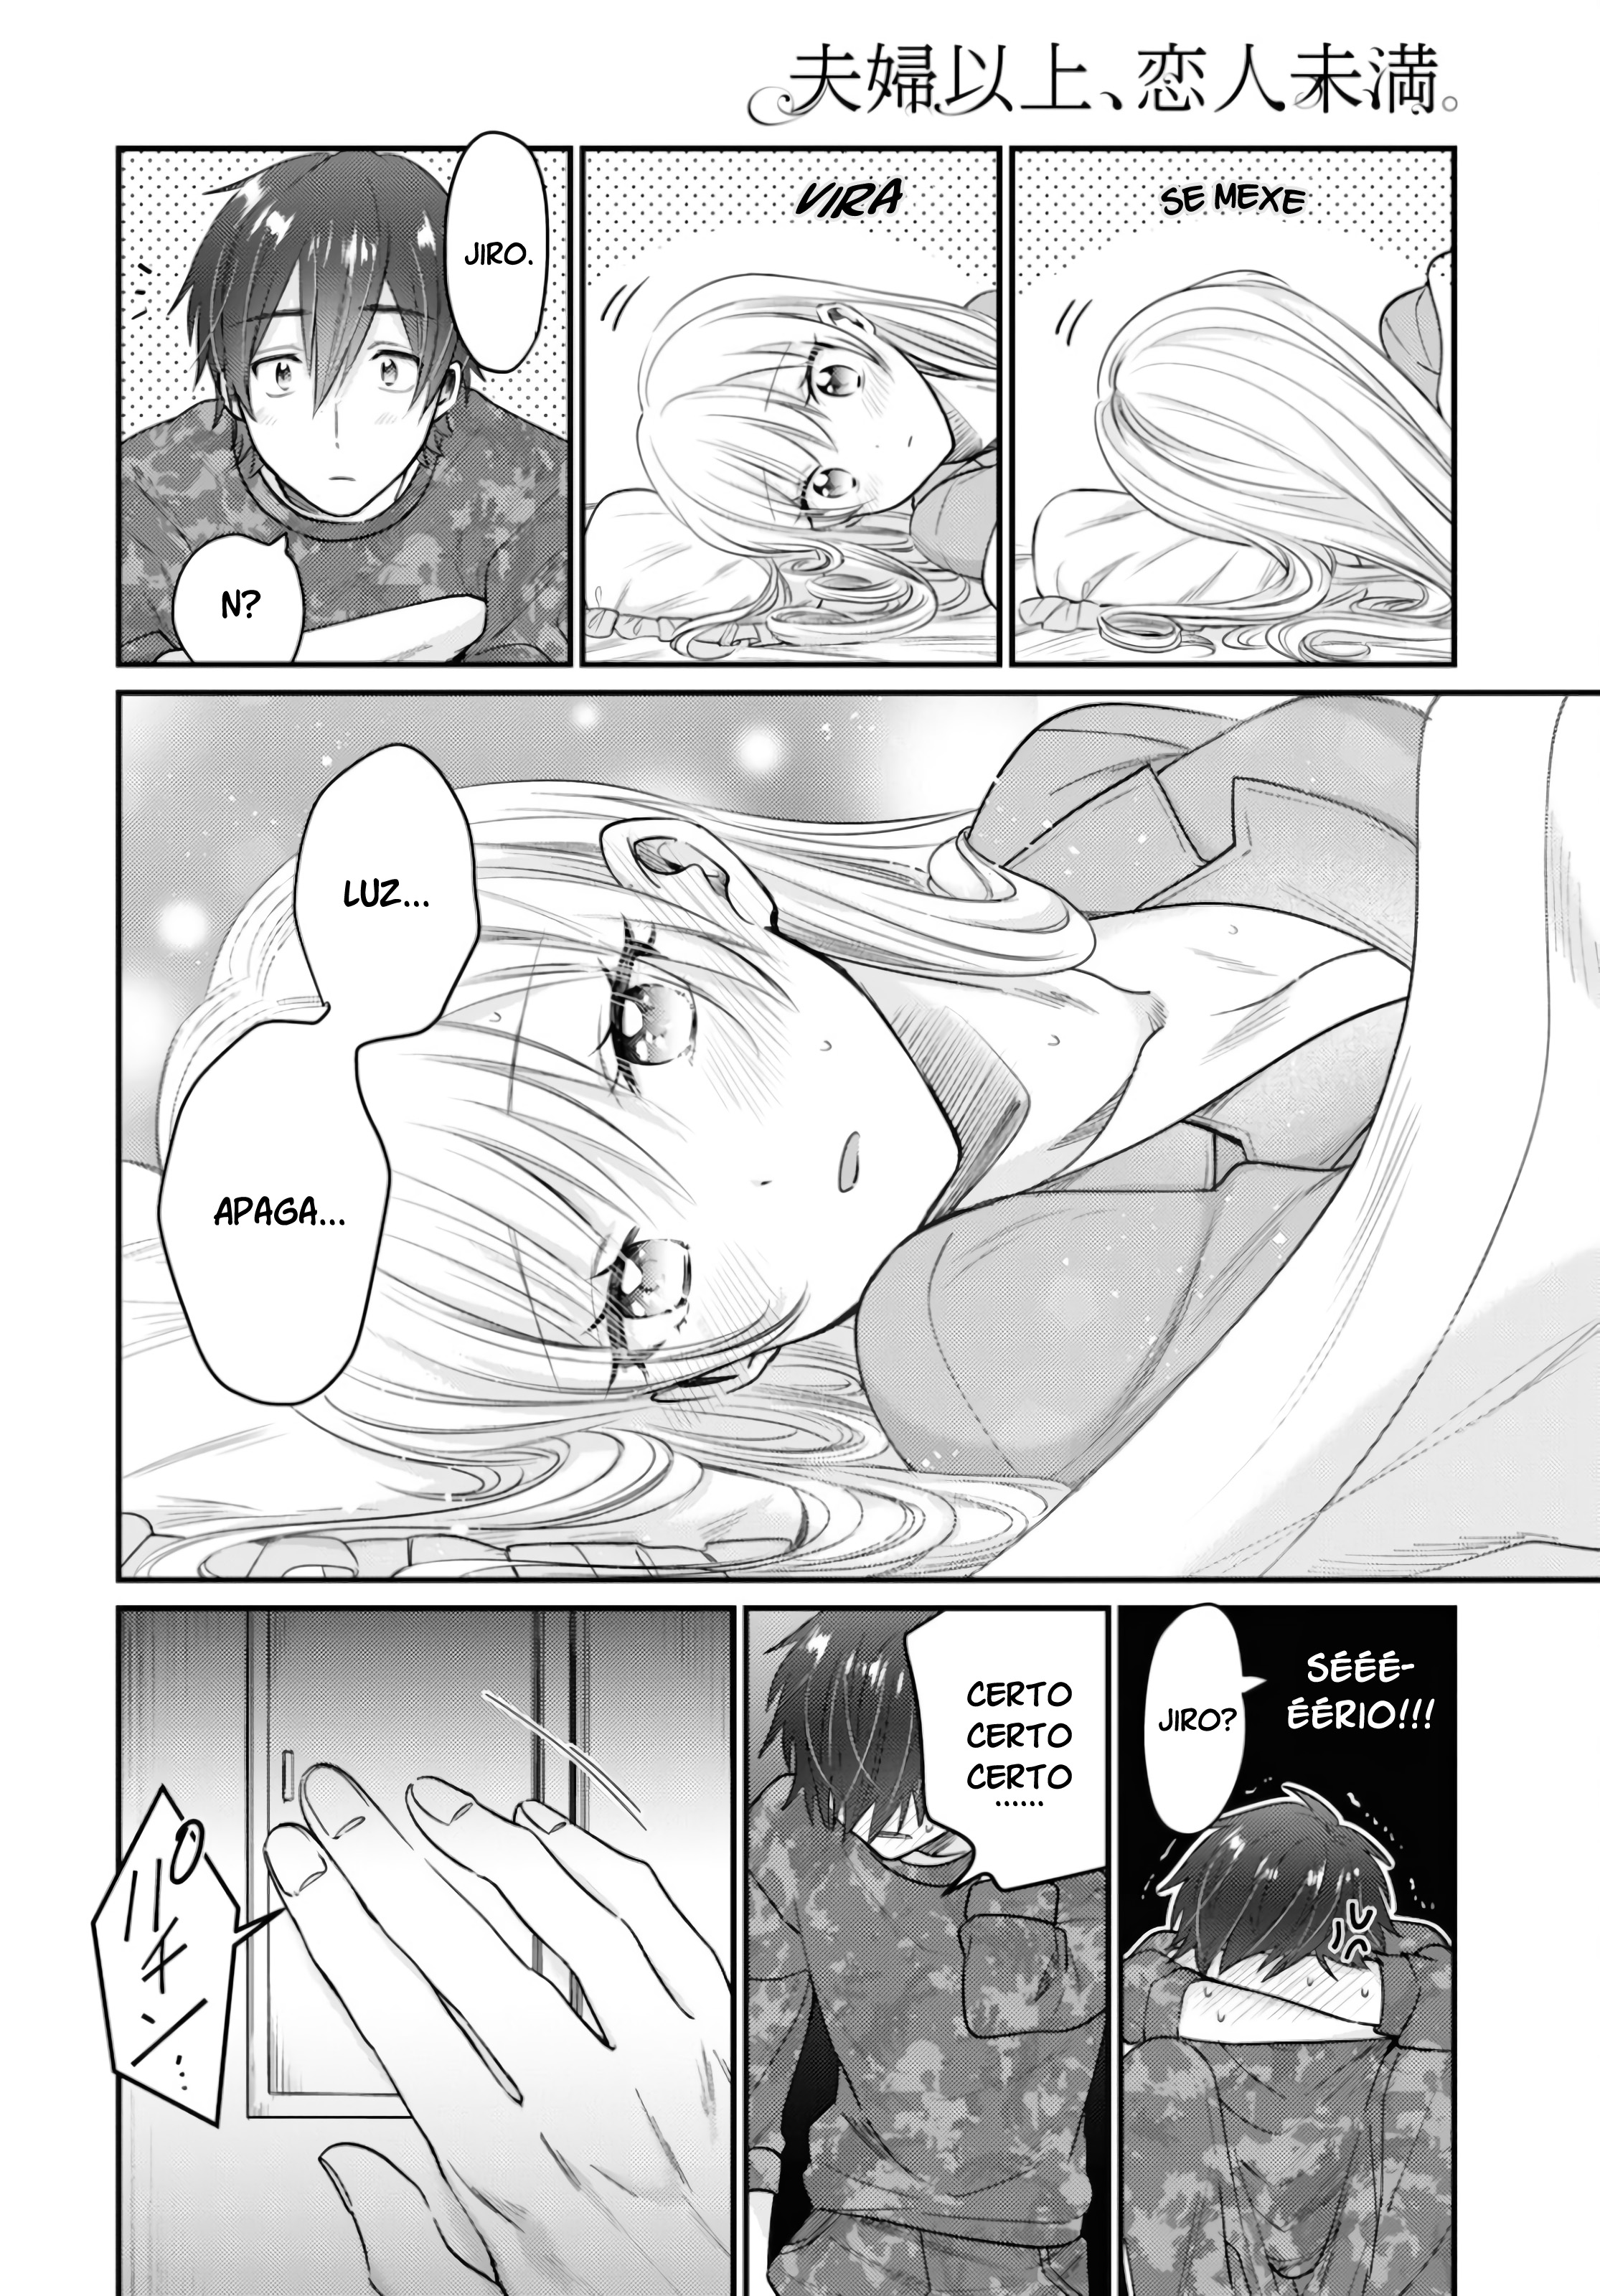 夫婦以上、恋人未満。
SE MEXE
VIRA
JIRO.
N?
LUZ...
APAGA...
SÉÉÉ-
ÉÉRIO!!!
JIRO?
CERTO
CERTO
CERTO
......
パチン…